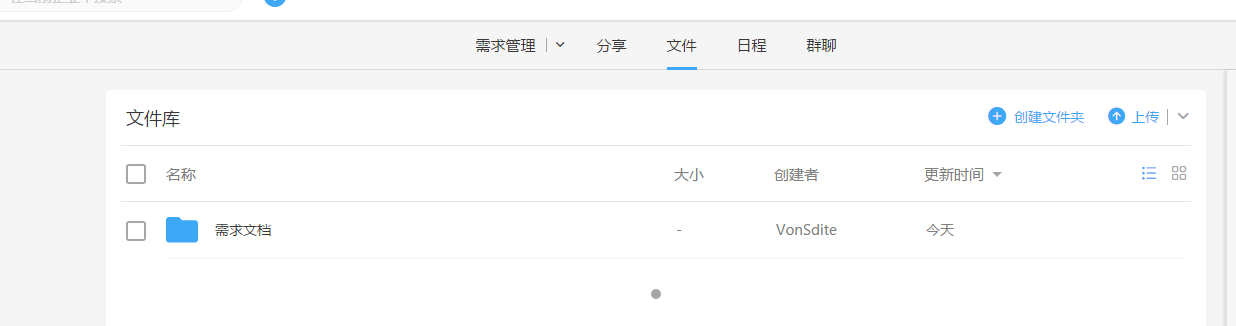 需求管理 分享 文件 日程 群聊
文件库 创建文件夹 上传
名称 大小 创建者 更新时间
需求文档 - VonSdite 今天